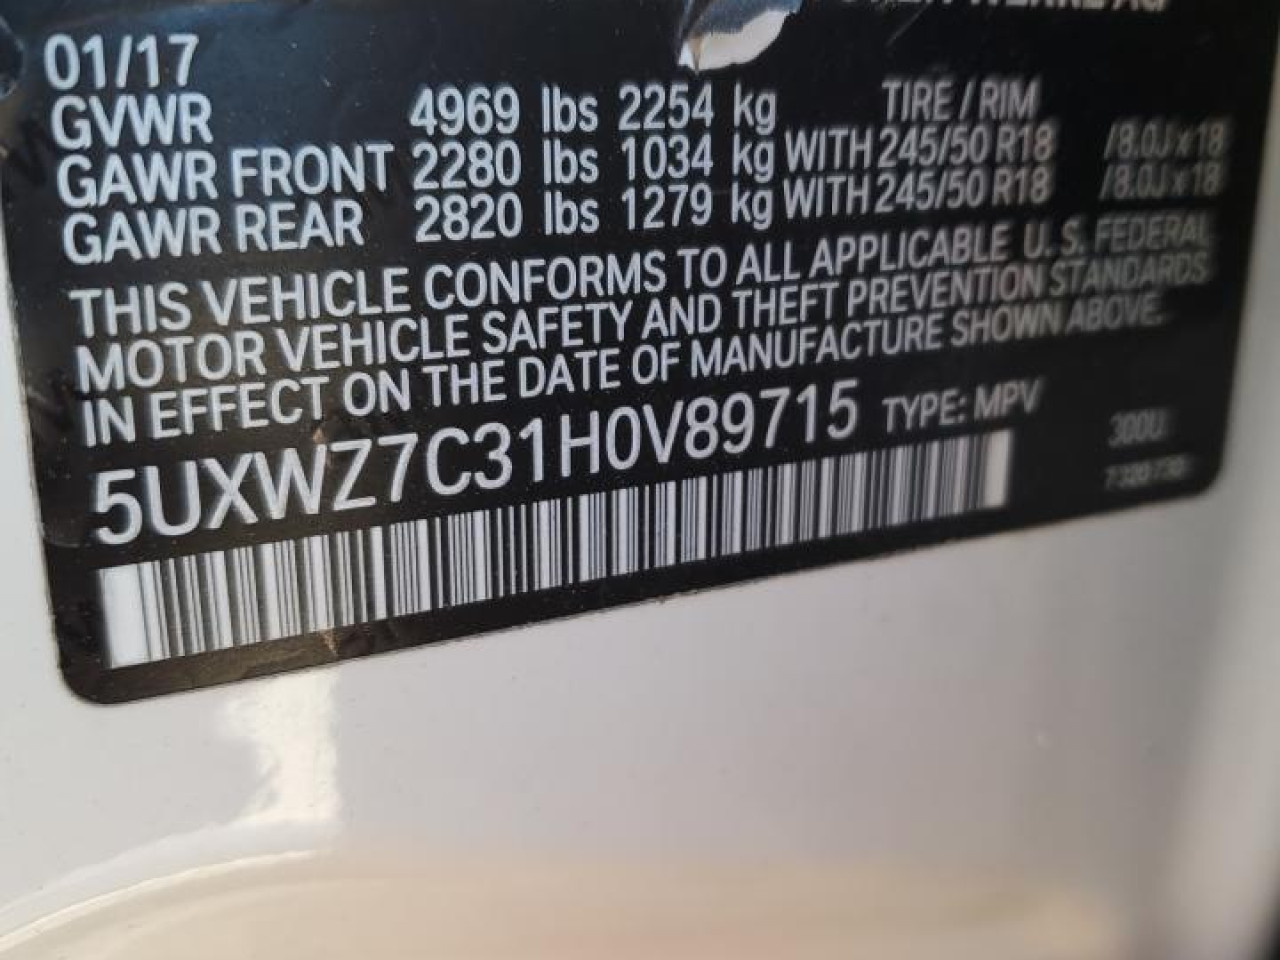 01/17
GVWR 4969 lbs 2254 kg TIRE / RIM
GAWR FRONT 2280 lbs 1034 kg WITH 245/50 R18 /8.0J x 18
GAWR REAR 2820 lbs 1279 kg WITH 245/50 R18 /8.0J x 18
THIS VEHICLE CONFORMS TO ALL APPLICABLE U.S. FEDERAL
MOTOR VEHICLE SAFETY AND THEFT PREVENTION STANDARDS
IN EFFECT ON THE DATE OF MANUFACTURE SHOWN ABOVE.
5UXWZ7C31H0V89715 TYPE: MPV
300U